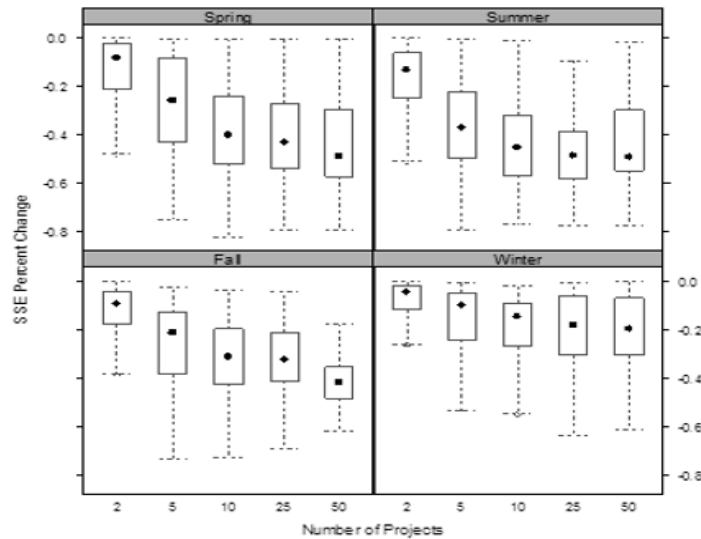 Spring
Summer
0.0
-0.2
-0.4
-0.6
-0.8
Fall
Winter
0.0
-0.2
-0.4
-0.6
-0.8
SSE Percent Change
2 5 10 25 50
2 5 10 25 50
Number of Projects